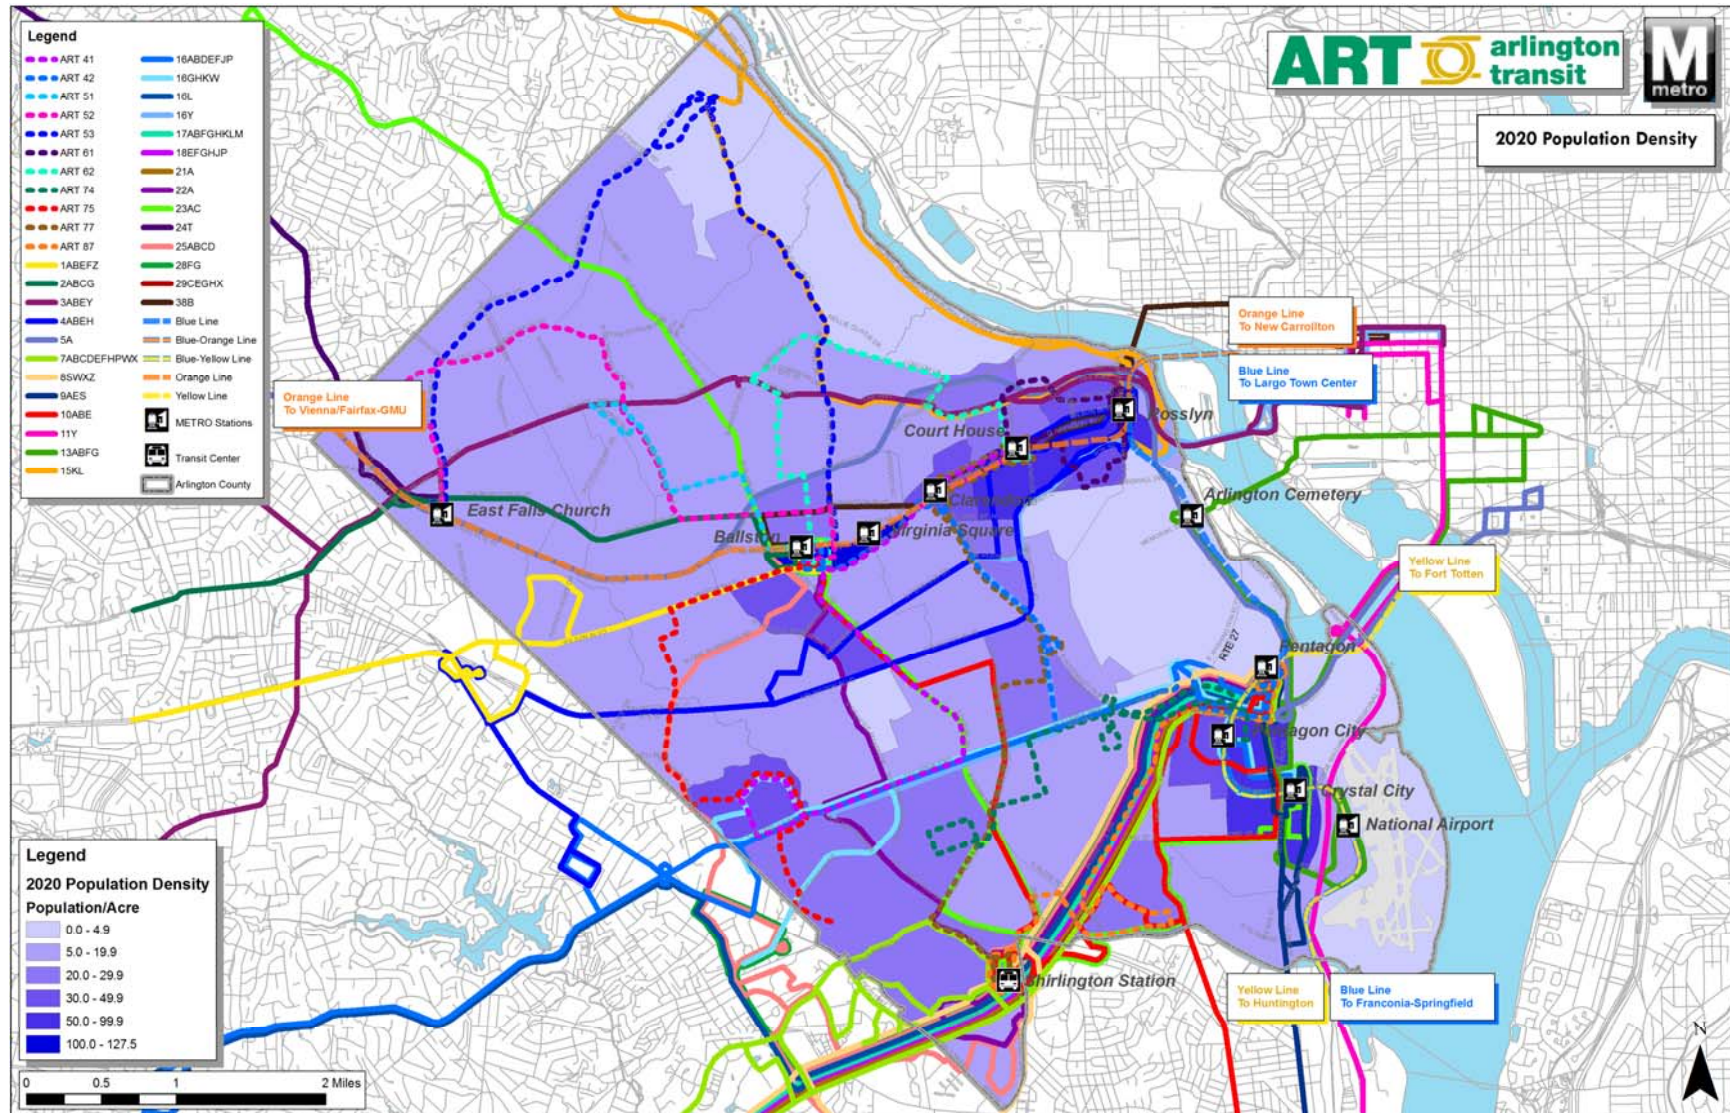 Legend
ART 41
ART 42
ART 51
ART 52
ART 53
ART 61
ART 62
ART 74
ART 75
ART 77
ART 87
1ABEFZ
2ABCG
3ABEY
4ABEH
5A
7ABCDEFHPWX
8SWXZ
9AES
10ABE
11Y
13ABFG
15KL
16ABDEFJP
16GHKW
16L
16Y
17ABFGHKLM
18EFGHJP
21A
22A
23AC
24T
25ABCD
28FG
29CEGHX
38B
Blue Line
Blue-Orange Line
Blue-Yellow Line
Orange Line
Yellow Line
METRO Stations
Transit Center
Arlington County
ART arlington
transit
M
metro
2020 Population Density
Orange Line
To New Carrollton
Blue Line
To Largo Town Center
Orange Line
To Vienna/Fairfax-GMU
Rosslyn
Court House
Clarendon
Virginia Square
Ballston
East Falls Church
Arlington Cemetery
Yellow Line
To Fort Totten
RTE 27
Pentagon
Pentagon City
Crystal City
National Airport
Shirlington Station
Yellow Line
To Huntington
Blue Line
To Franconia-Springfield
Legend
2020 Population Density
Population/Acre
0.0 - 4.9
5.0 - 19.9
20.0 - 29.9
30.0 - 49.9
50.0 - 99.9
100.0 - 127.5
0 0.5 1 2 Miles
N